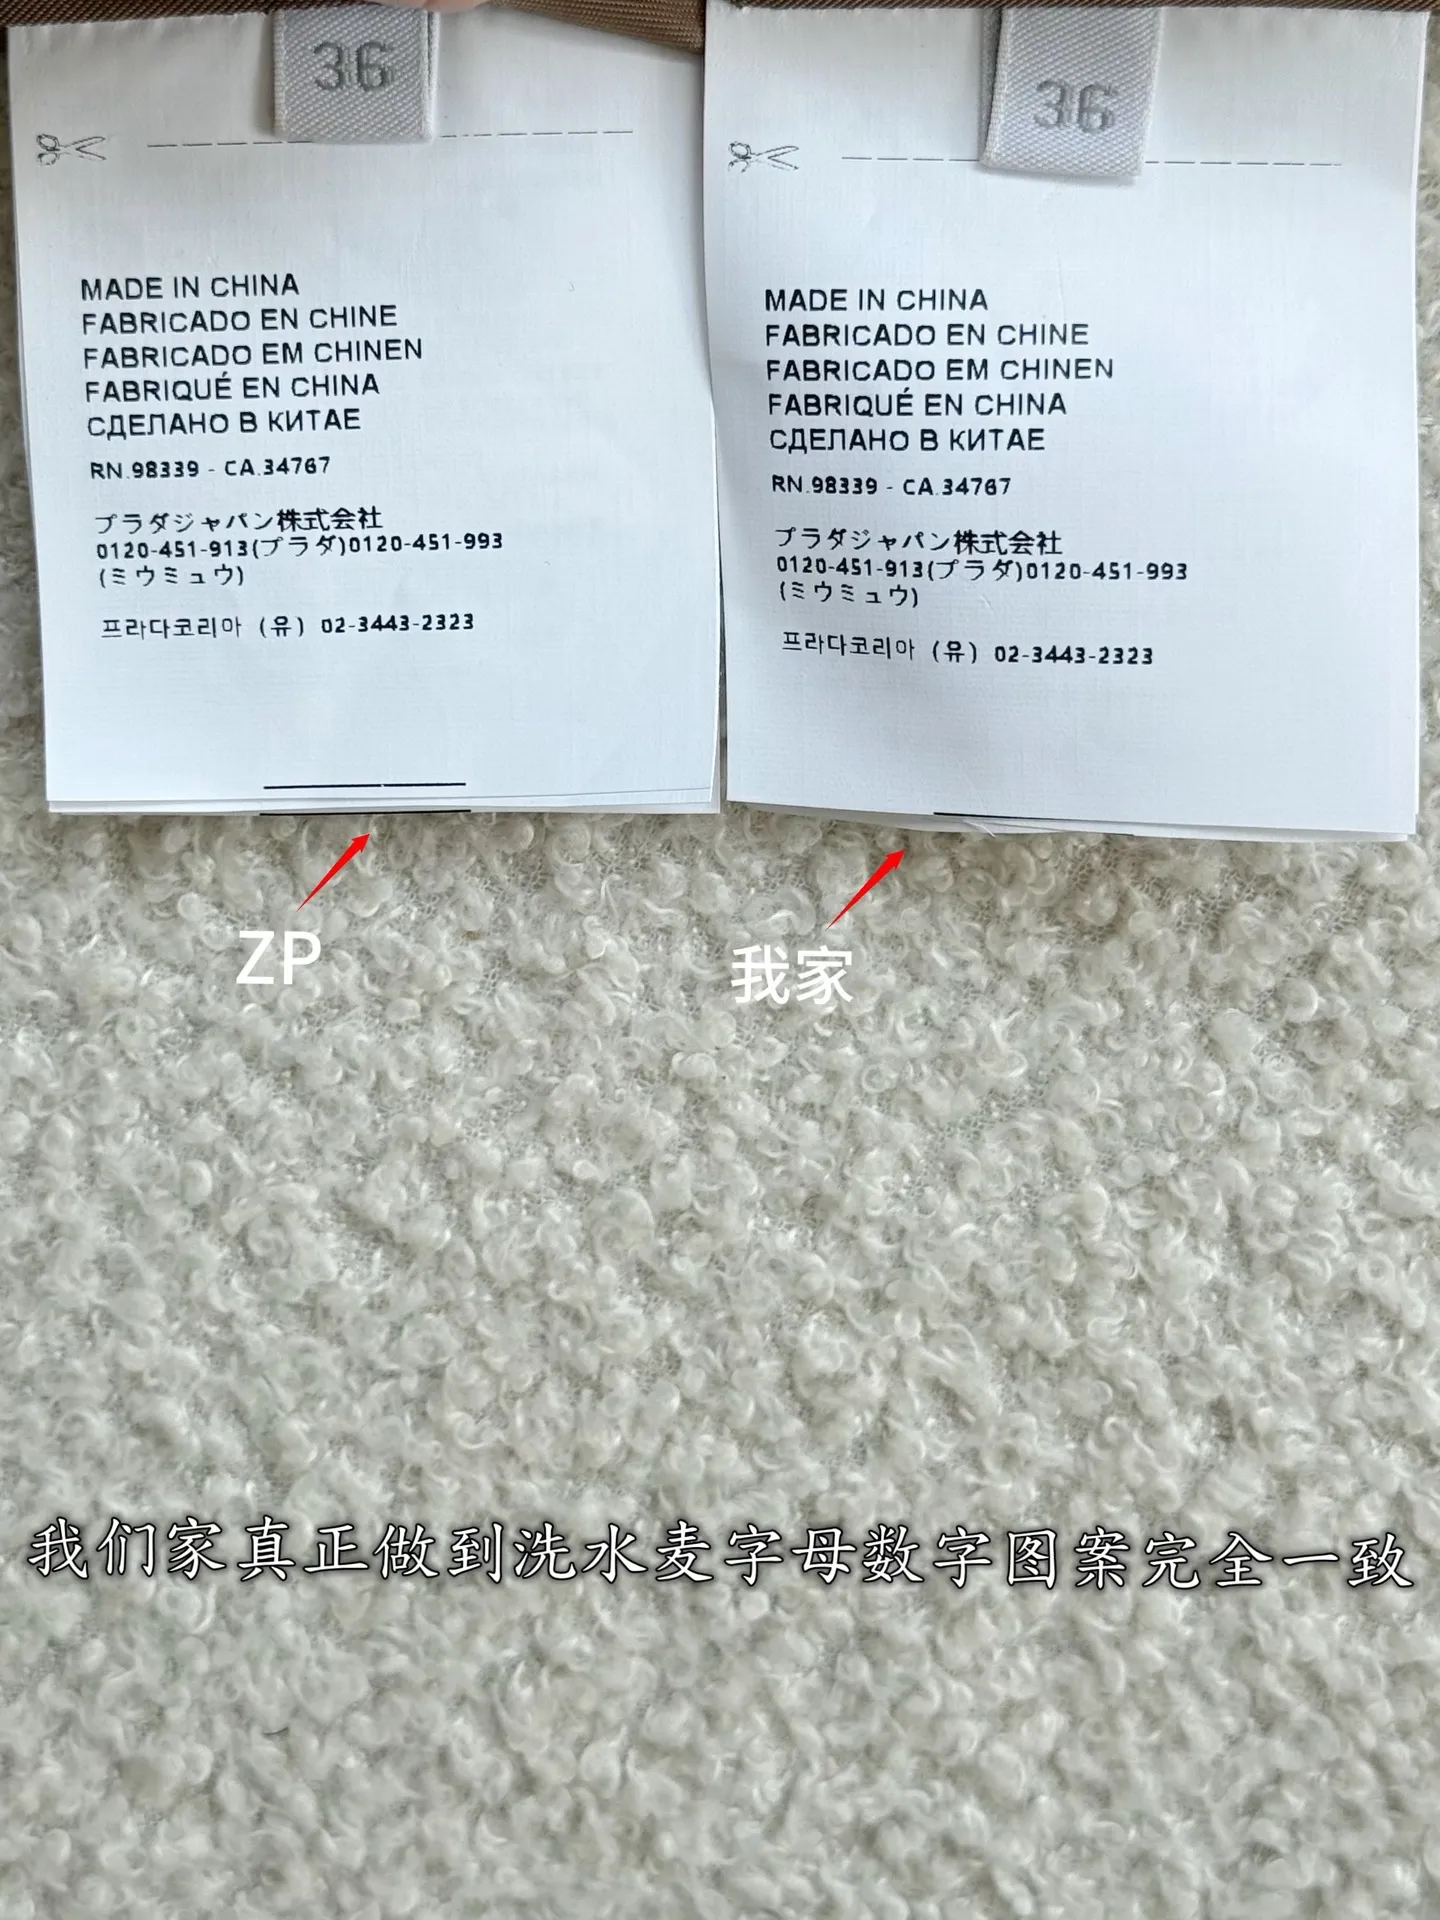 36
MADE IN CHINA
FABRICADO EN CHINE
FABRICADO EM CHINEN
FABRIQUÉ EN CHINA
СДЕЛАНО В КИТАЕ
RN.98339 - CA.34767
プラダジャパン株式会社
0120-451-913(プラダ)0120-451-993
(ミウミュウ)
프라다코리아 (유) 02-3443-2323
ZP
36
MADE IN CHINA
FABRICADO EN CHINE
FABRICADO EM CHINEN
FABRIQUÉ EN CHINA
СДЕЛАНО В КИТАЕ
RN.98339 - CA.34767
プラダジャパン株式会社
0120-451-913(プラダ)0120-451-993
(ミウミュウ)
프라다코리아 (유) 02-3443-2323
我家
我们家真正做到洗水麦字母数字图案完全一致